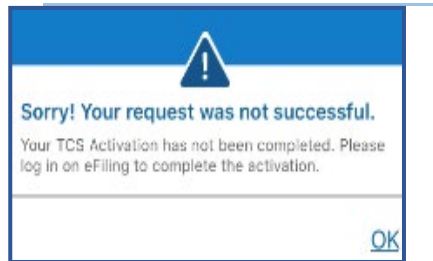 Sorry! Your request was not successful.
Your TCS Activation has not been completed. Please
log in on eFiling to complete the activation.
OK